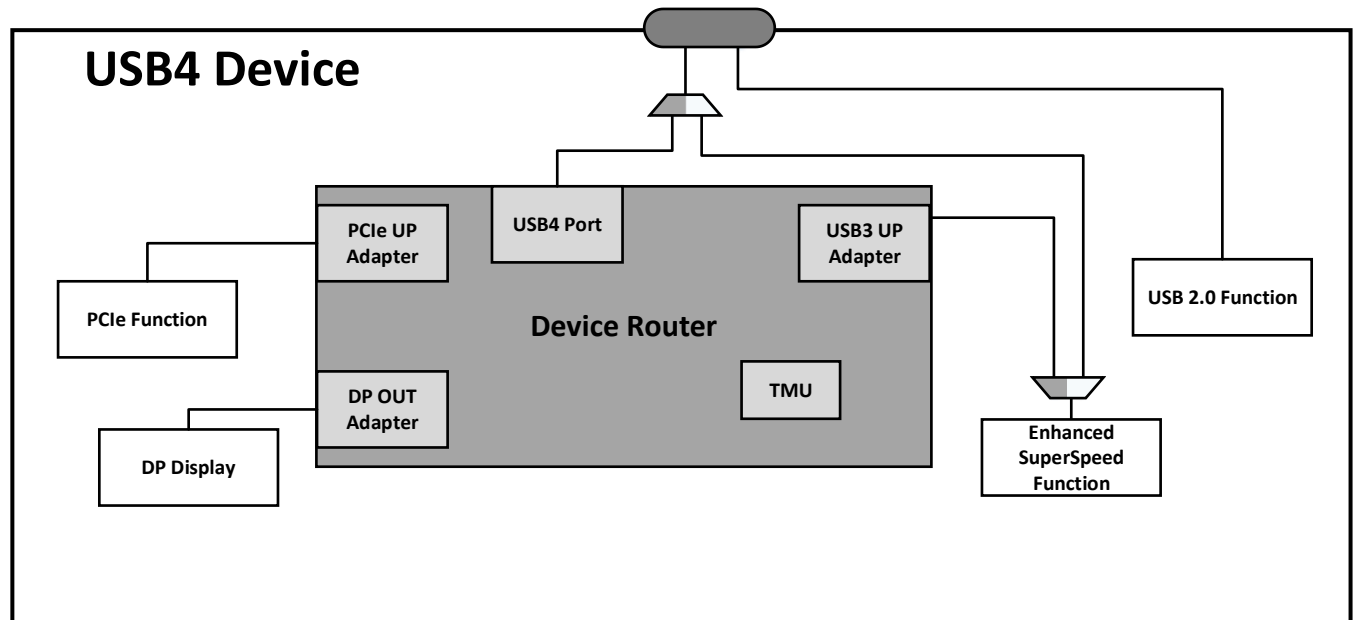 USB4 Device
PCIe UP
Adapter
USB4 Port
USB3 UP
Adapter
USB 2.0 Function
PCIe Function
Device Router
DP OUT
Adapter
TMU
DP Display
Enhanced
SuperSpeed
Function